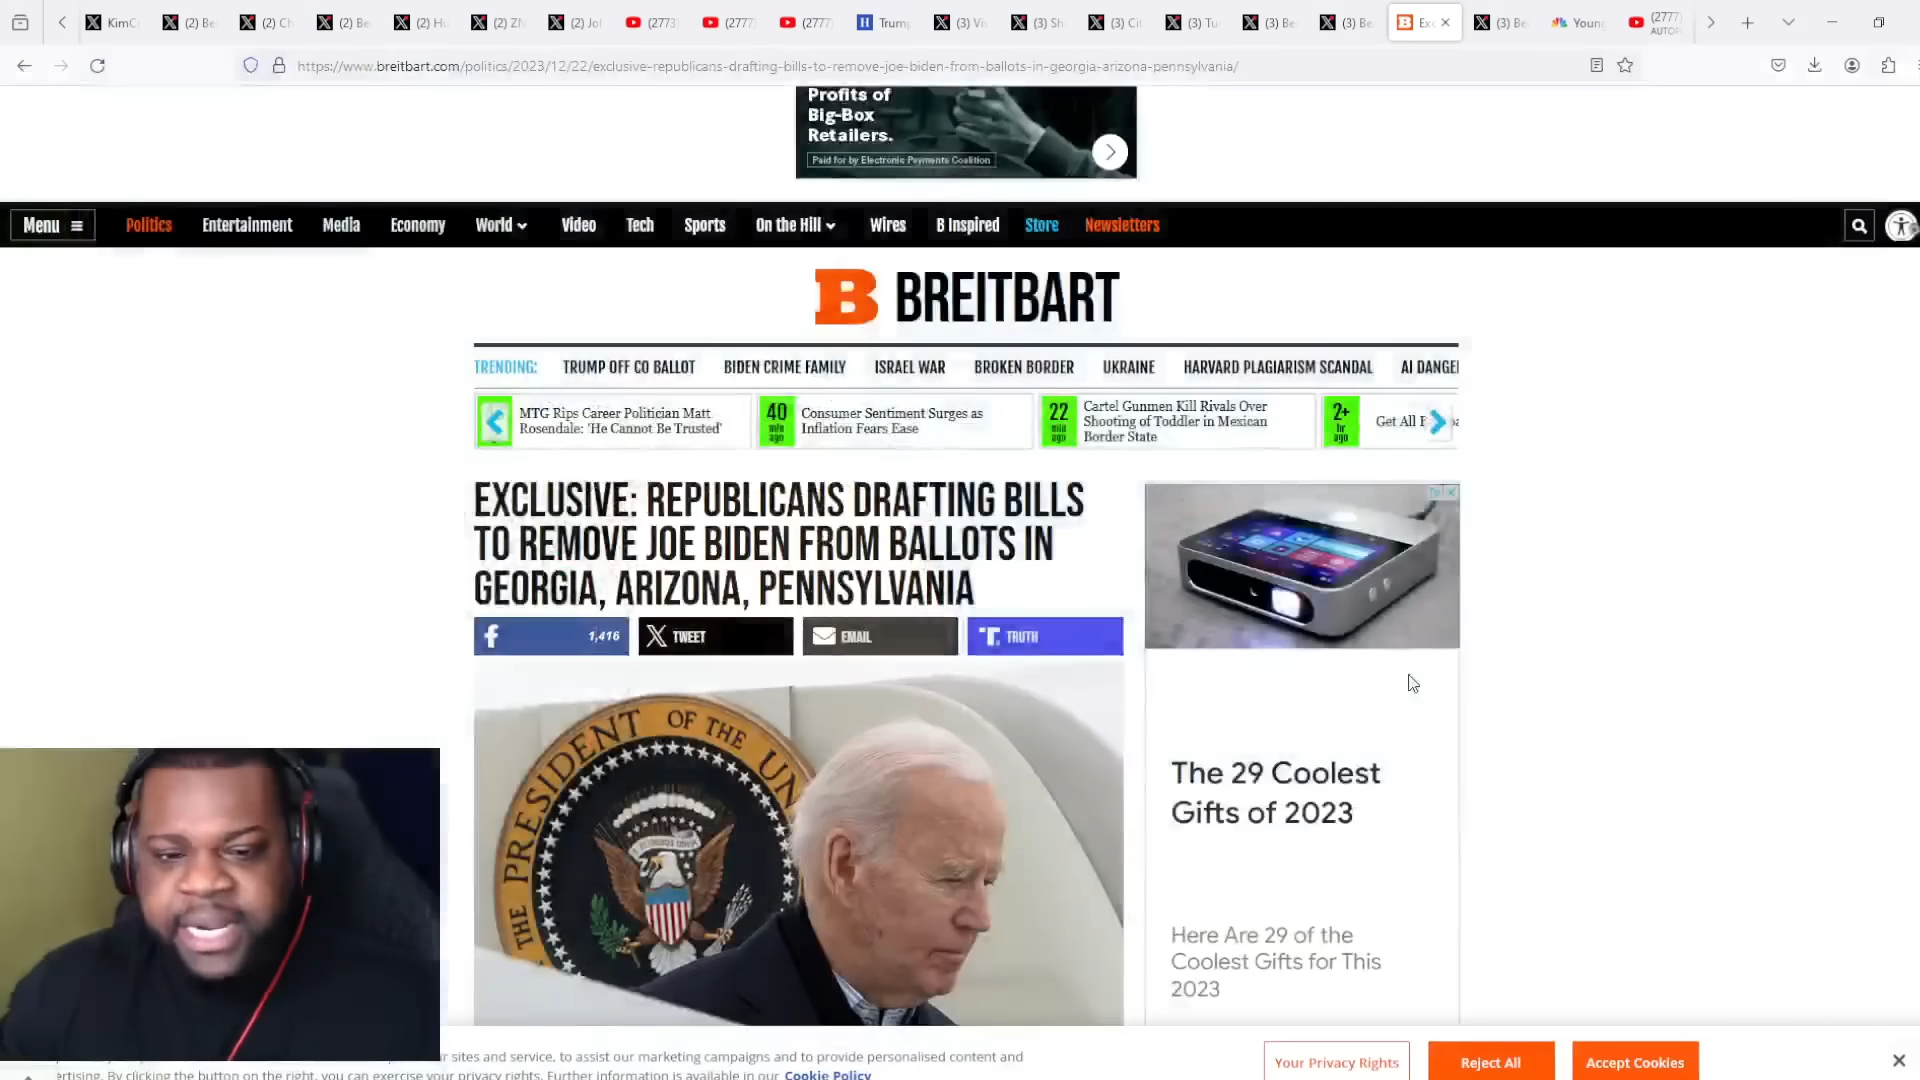 KimC
(2) Be
(2) Ch
(2) Be
(2) Hu
(2) ZN
(2) Jol
(2773)
(2777)
(2777)
Trump
(3) Vi
(3) Sh
(3) Cit
(3) Tu
(3) Be
(3) Be
Exc
(3) Be
Young
(2777)
AUTOPL
https://www.breitbart.com/politics/2023/12/22/exclusive-republicans-drafting-bills-to-remove-joe-biden-from-ballots-in-georgia-arizona-pennsylvania/
Profits of
Big-Box
Retailers.
Paid for by Electronic Payments Coalition
Menu
Politics
Entertainment
Media
Economy
World
Video
Tech
Sports
On the Hill
Wires
B Inspired
Store
Newsletters
B BREITBART
TRENDING:
TRUMP OFF CO BALLOT
BIDEN CRIME FAMILY
ISRAEL WAR
BROKEN BORDER
UKRAINE
HARVARD PLAGIARISM SCANDAL
AI DANGE
MTG Rips Career Politician Matt
Rosendale: 'He Cannot Be Trusted'
40
min
ago
Consumer Sentiment Surges as
Inflation Fears Ease
22
min
ago
Cartel Gunmen Kill Rivals Over
Shooting of Toddler in Mexican
Border State
2+
hr
ago
Get All
EXCLUSIVE: REPUBLICANS DRAFTING BILLS
TO REMOVE JOE BIDEN FROM BALLOTS IN
GEORGIA, ARIZONA, PENNSYLVANIA
1,416
TWEET
EMAIL
TRUTH
THE PRESIDENT OF THE UN
The 29 Coolest
Gifts of 2023
Here Are 29 of the
Coolest Gifts for This
2023
r sites and service, to assist our marketing campaigns and to provide personalised content and
ertising. By clicking the button on the right, you can exercise your privacy rights. Further information is available in our Cookie Policy
Your Privacy Rights
Reject All
Accept Cookies